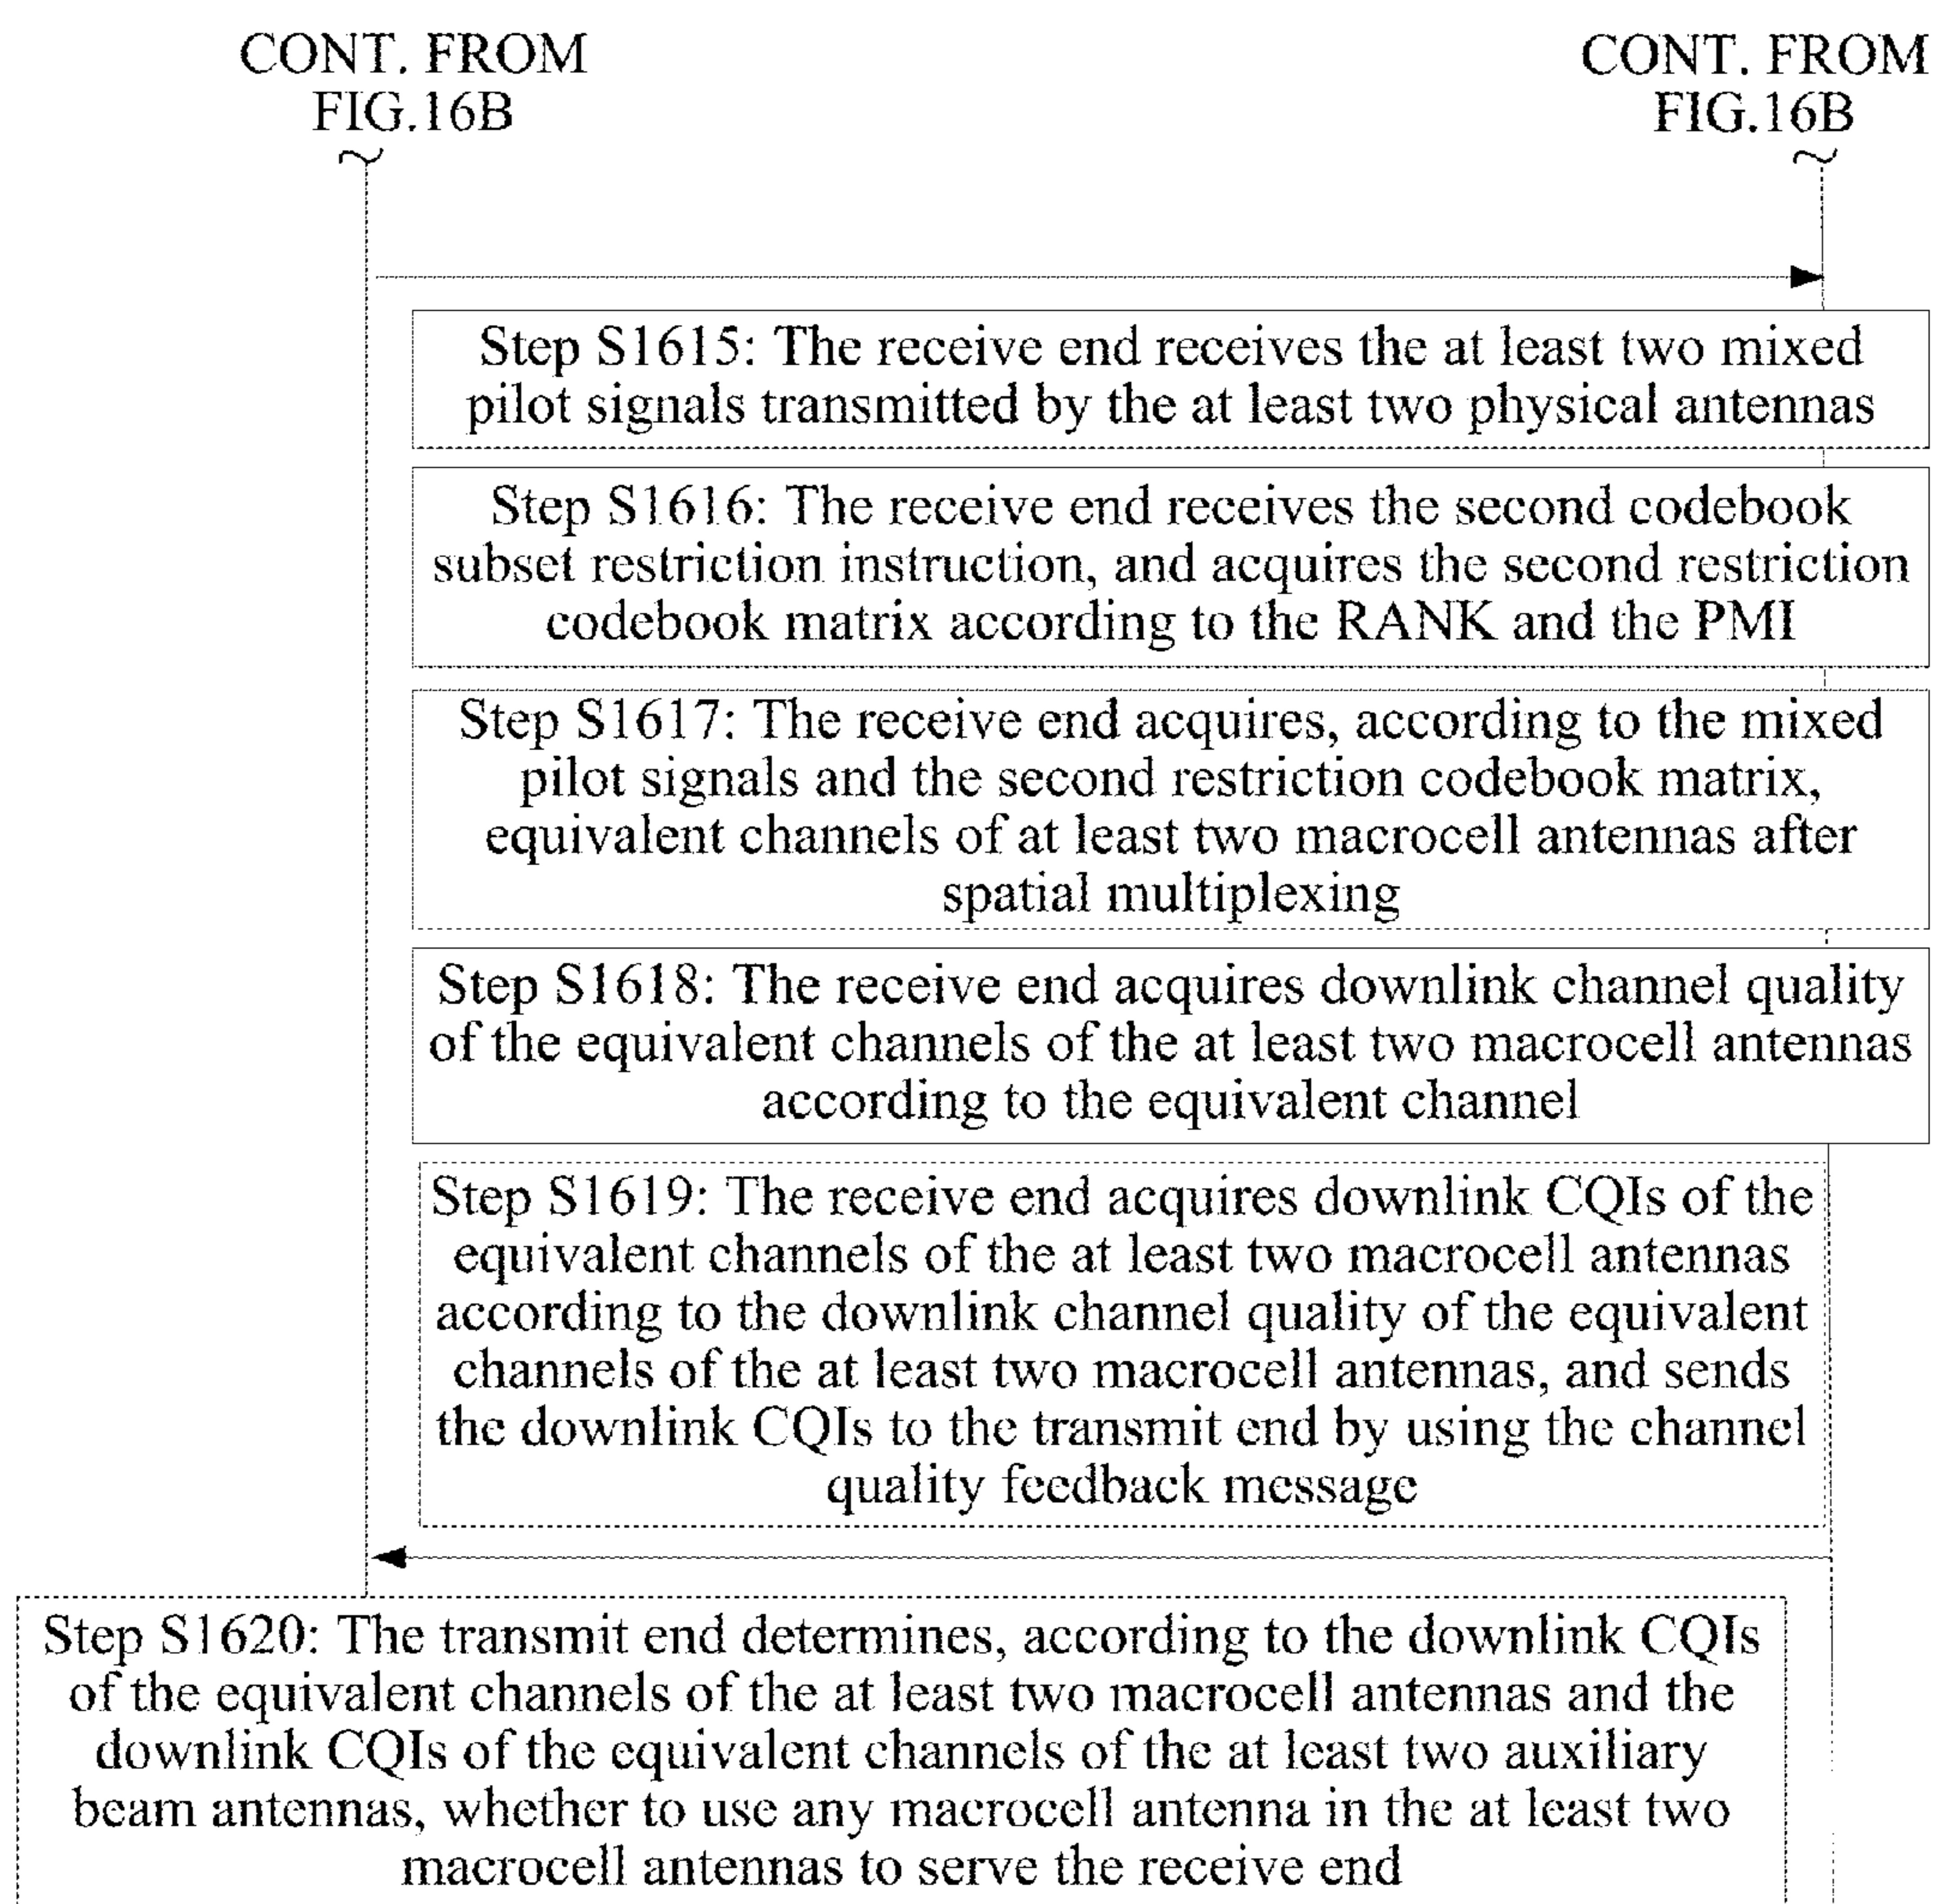 CONT. FROM
FIG.16B
CONT. FROM
FIG.16B
Step S1615: The receive end receives the at least two mixed
pilot signals transmitted by the at least two physical antennas
Step S1616: The receive end receives the second codebook
subset restriction instruction, and acquires the second restriction
codebook matrix according to the RANK and the PMI
Step S1617: The receive end acquires, according to the mixed
pilot signals and the second restriction codebook matrix,
equivalent channels of at least two macrocell antennas after
spatial multiplexing
Step S1618: The receive end acquires downlink channel quality
of the equivalent channels of the at least two macrocell antennas
according to the equivalent channel
Step S1619: The receive end acquires downlink CQIs of the
equivalent channels of the at least two macrocell antennas
according to the downlink channel quality of the equivalent
channels of the at least two macrocell antennas, and sends
the downlink CQIs to the transmit end by using the channel
quality feedback message
Step S1620: The transmit end determines, according to the downlink CQIs
of the equivalent channels of the at least two macrocell antennas and the
downlink CQIs of the equivalent channels of the at least two auxiliary
beam antennas, whether to use any macrocell antenna in the at least two
macrocell antennas to serve the receive end